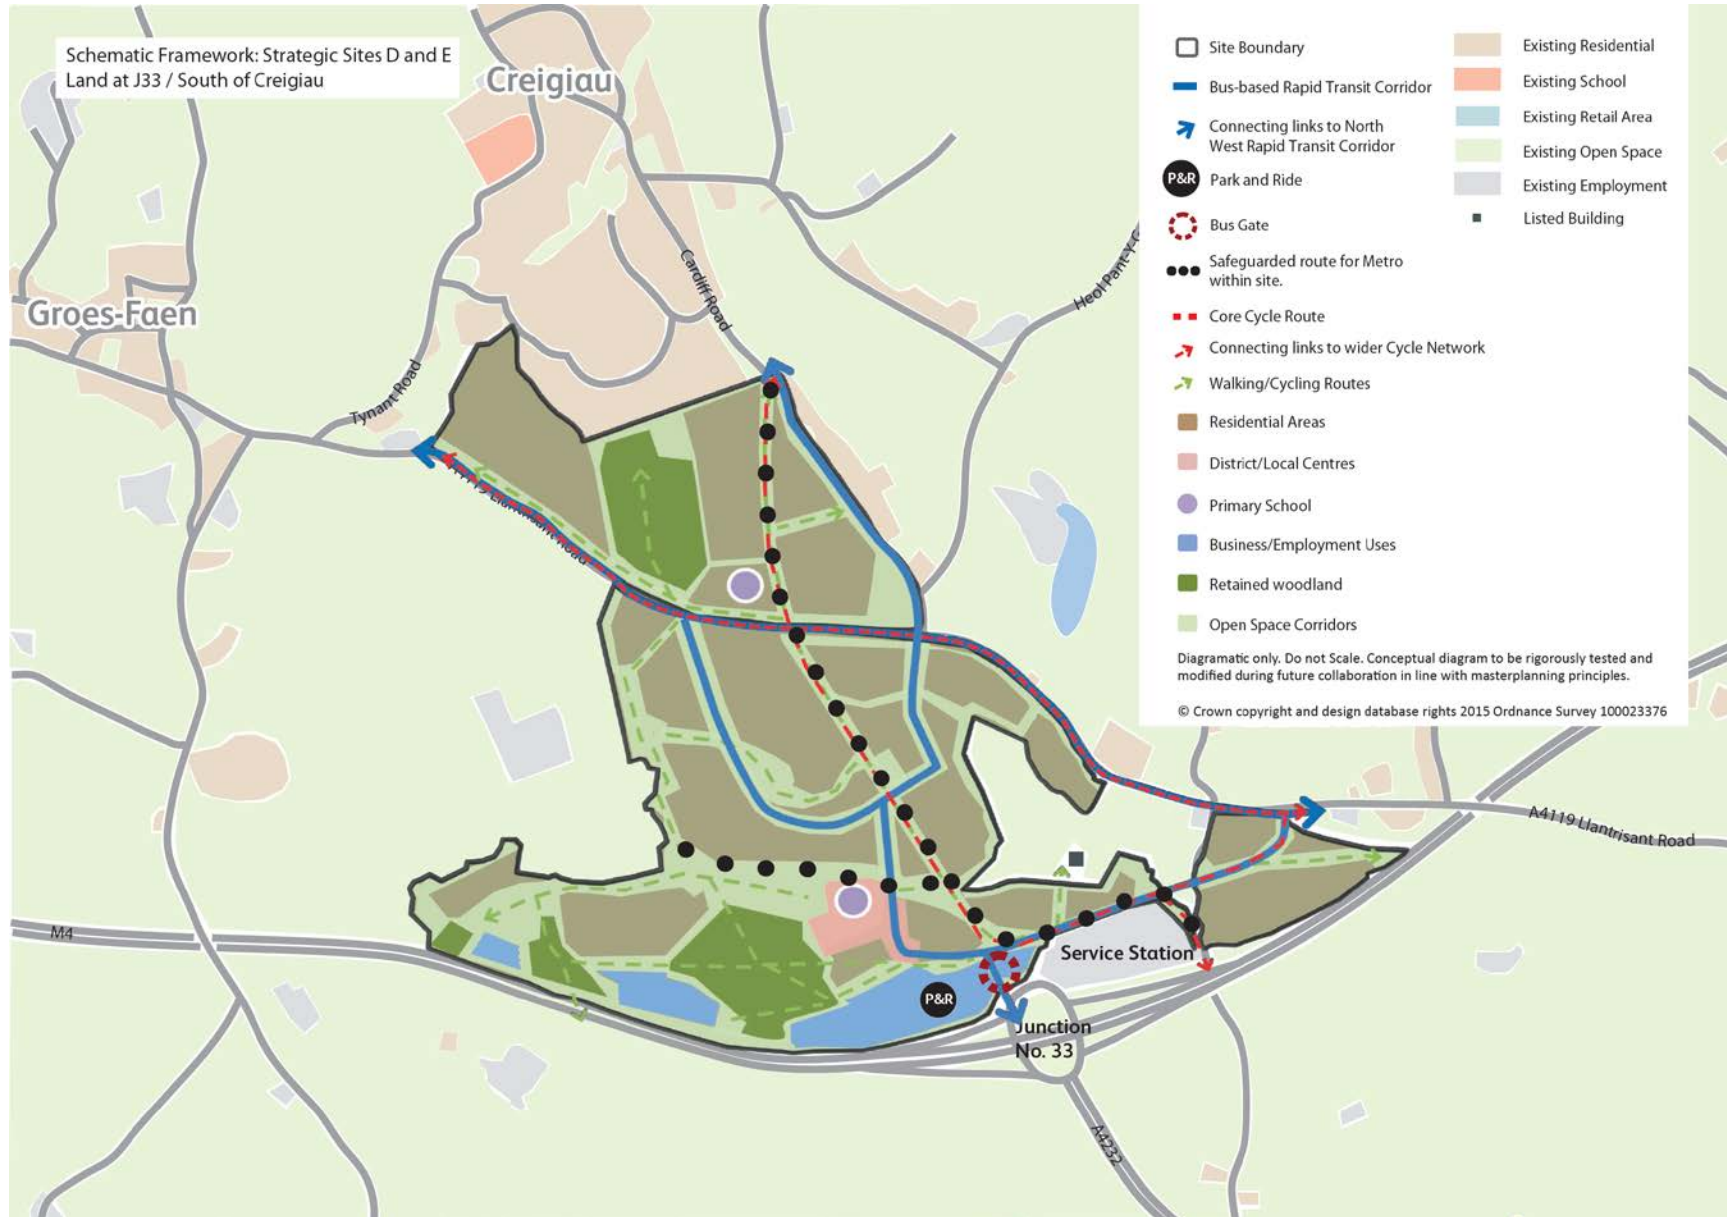 Schematic Framework: Strategic Sites D and E
Land at J33 / South of Creigiau
Creigiau
Groes-Faen
Tynant Road
Cardiff Road
Heol Pant-Y-G
Llantrisant Road
A4119 Llantrisant Road
M4
Service Station
P&R
Junction
No. 33
A4232
Site Boundary
Bus-based Rapid Transit Corridor
Connecting links to North
West Rapid Transit Corridor
P&R
Park and Ride
Bus Gate
Safeguarded route for Metro
within site.
Core Cycle Route
Connecting links to wider Cycle Network
Walking/Cycling Routes
Residential Areas
District/Local Centres
Primary School
Business/Employment Uses
Retained woodland
Open Space Corridors
Existing Residential
Existing School
Existing Retail Area
Existing Open Space
Existing Employment
Listed Building
Diagramatic only. Do not Scale. Conceptual diagram to be rigorously tested and
modified during future collaboration in line with masterplanning principles.
© Crown copyright and design database rights 2015 Ordnance Survey 100023376